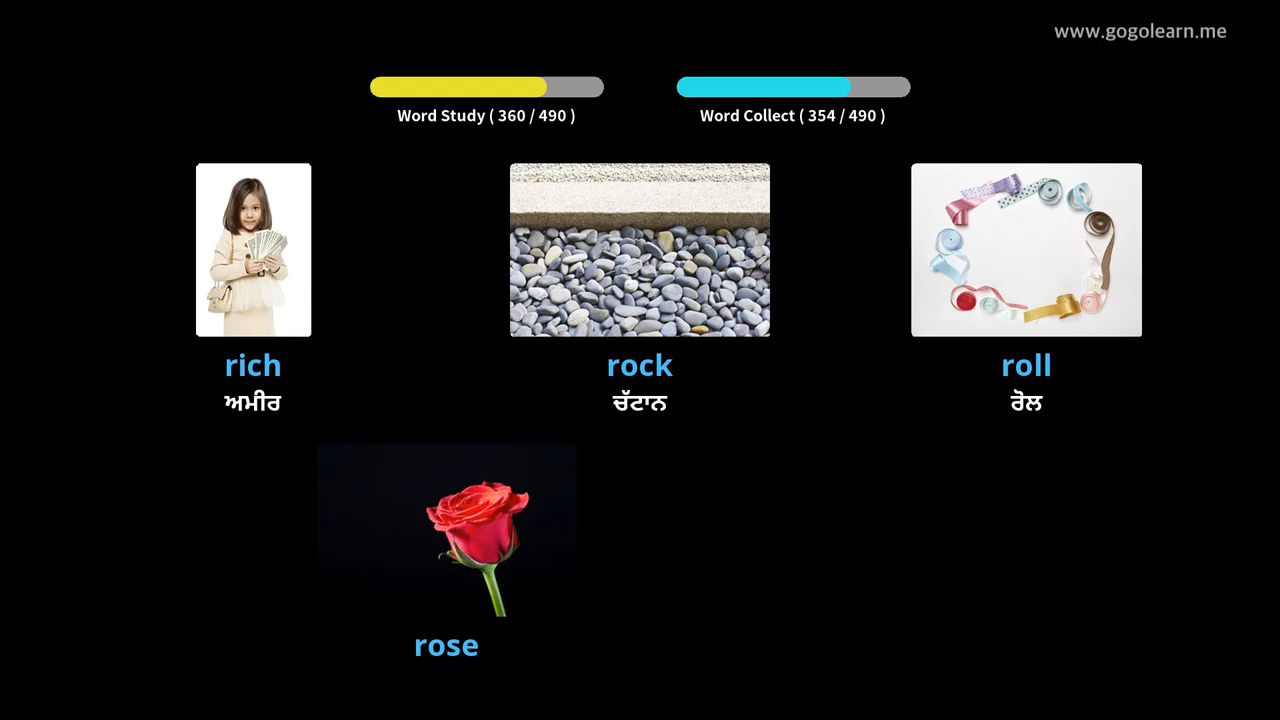 www.gogolearn.me
Word Study ( 360 / 490 )
Word Collect ( 354 / 490 )
rich
ਅਮੀਰ
rock
ਚੱਟਾਨ
roll
ਰੋਲ
rose